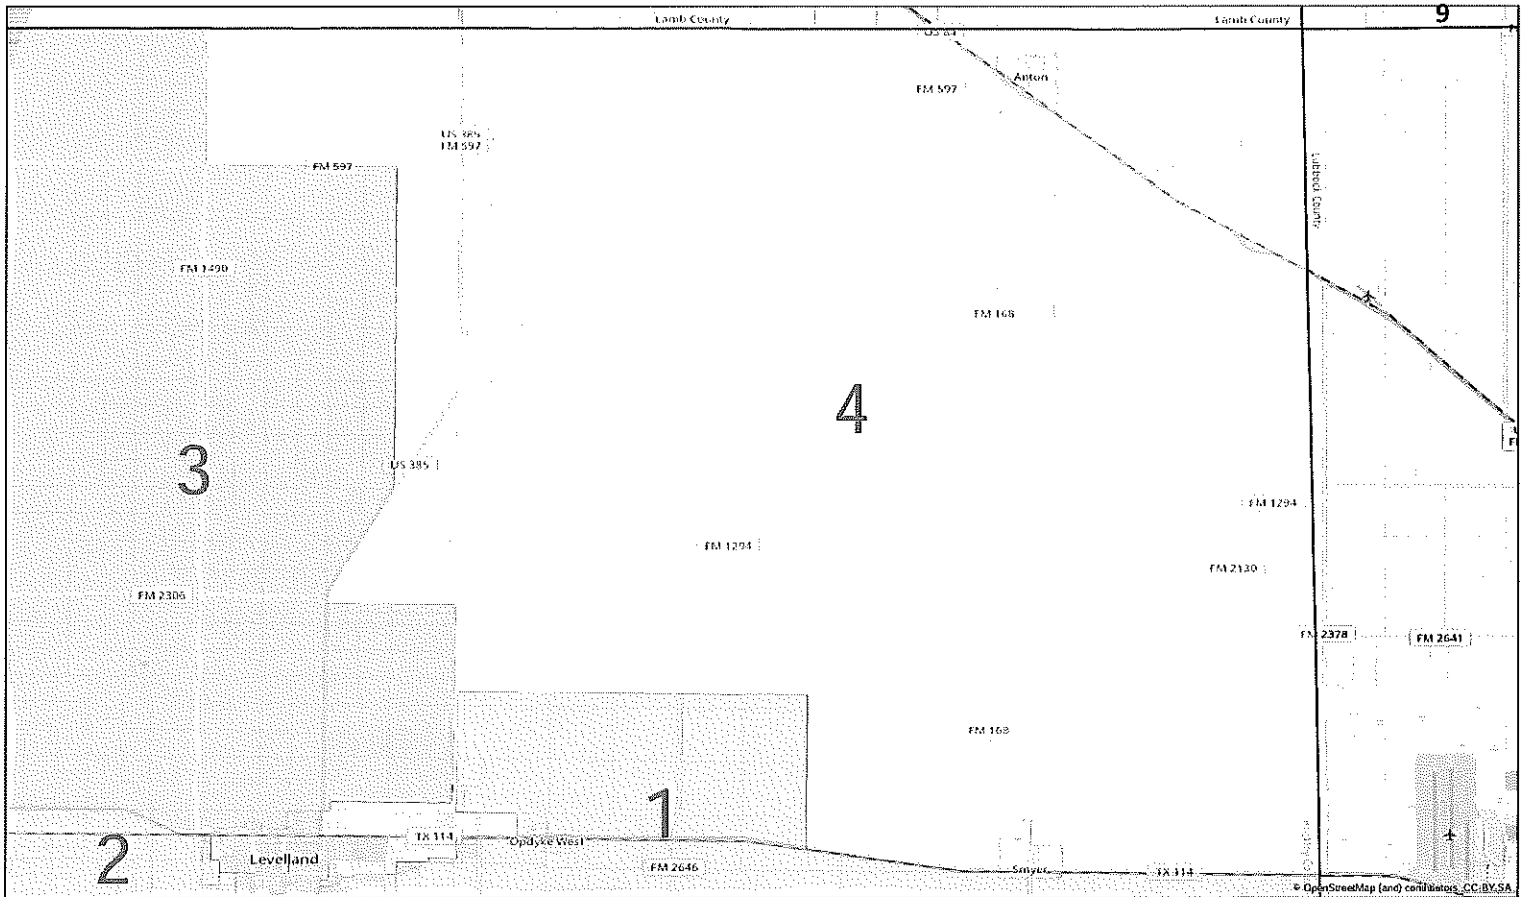 Lamb County
Lamb County
9
US 84
Anton
FM 597
US 385
FM 597
FM 597
Lubbock County
FM 1490
FM 168
4
3
US 385
FM 1294
FM 1294
FM 2130
FM 2306
FM 2378
FM 2641
FM 168
1
2
TX 114
Opdyke West
Levelland
FM 2646
Smyer
TX 114
© OpenStreetMap (and) contributors, CC-BY-SA